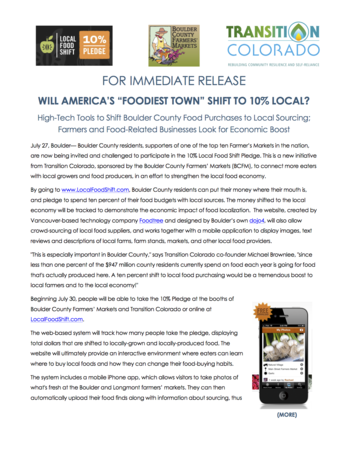 LOCAL
FOOD
SHIFT
10%
PLEDGE
BOULDER
COUNTY
FARMERS'
MARKETS
TRANSITION
COLORADO
REBUILDING COMMUNITY RESILIENCE AND SELF-RELIANCE
FOR IMMEDIATE RELEASE
WILL AMERICA'S "FOODIEST TOWN" SHIFT TO 10% LOCAL?
High-Tech Tools to Shift Boulder County Food Purchases to Local Sourcing;
Farmers and Food-Related Businesses Look for Economic Boost
July 27, Boulder— Boulder County residents, supporters of one of the top ten Farmer's Markets in the nation,
are now being invited and challenged to participate in the 10% Local Food Shift Pledge. This is a new initiative
from Transition Colorado, sponsored by the Boulder County Farmers' Markets (BCFM), to connect more eaters
with local growers and food producers, in an effort to strengthen the local food economy.
By going to www.LocalFoodShift.com, Boulder County residents can put their money where their mouth is,
and pledge to spend ten percent of their food budgets with local sources. The money shifted to the local
economy will be tracked to demonstrate the economic impact of food localization. The website, created by
Vancouver-based technology company Foodtree and designed by Boulder's own dojo4, will also allow
crowd-sourcing of local food suppliers, and works together with a mobile application to display images, text
reviews and descriptions of local farms, farm stands, markets, and other local food providers.
"This is especially important in Boulder County," says Transition Colorado co-founder Michael Brownlee, "since
less than one percent of the $947 million county residents currently spend on food each year is going for food
that's actually produced here. A ten percent shift to local food purchasing would be a tremendous boost to
local farmers and to the local economy!"
Beginning July 30, people will be able to take the 10% Pledge at the booths of
Boulder County Farmers' Markets and Transition Colorado or online at
LocalFoodShift.com.
The web-based system will track how many people take the pledge, displaying
total dollars that are shifted to locally-grown and locally-produced food. The
website will ultimately provide an interactive environment where eaters can learn
where to buy local foods and how they can change their food-buying habits.
The system includes a mobile iPhone app, which allows visitors to take photos of
what's fresh at the Boulder and Longmont farmers' markets. They can then
automatically upload their food finds along with information about sourcing, thus
(MORE)